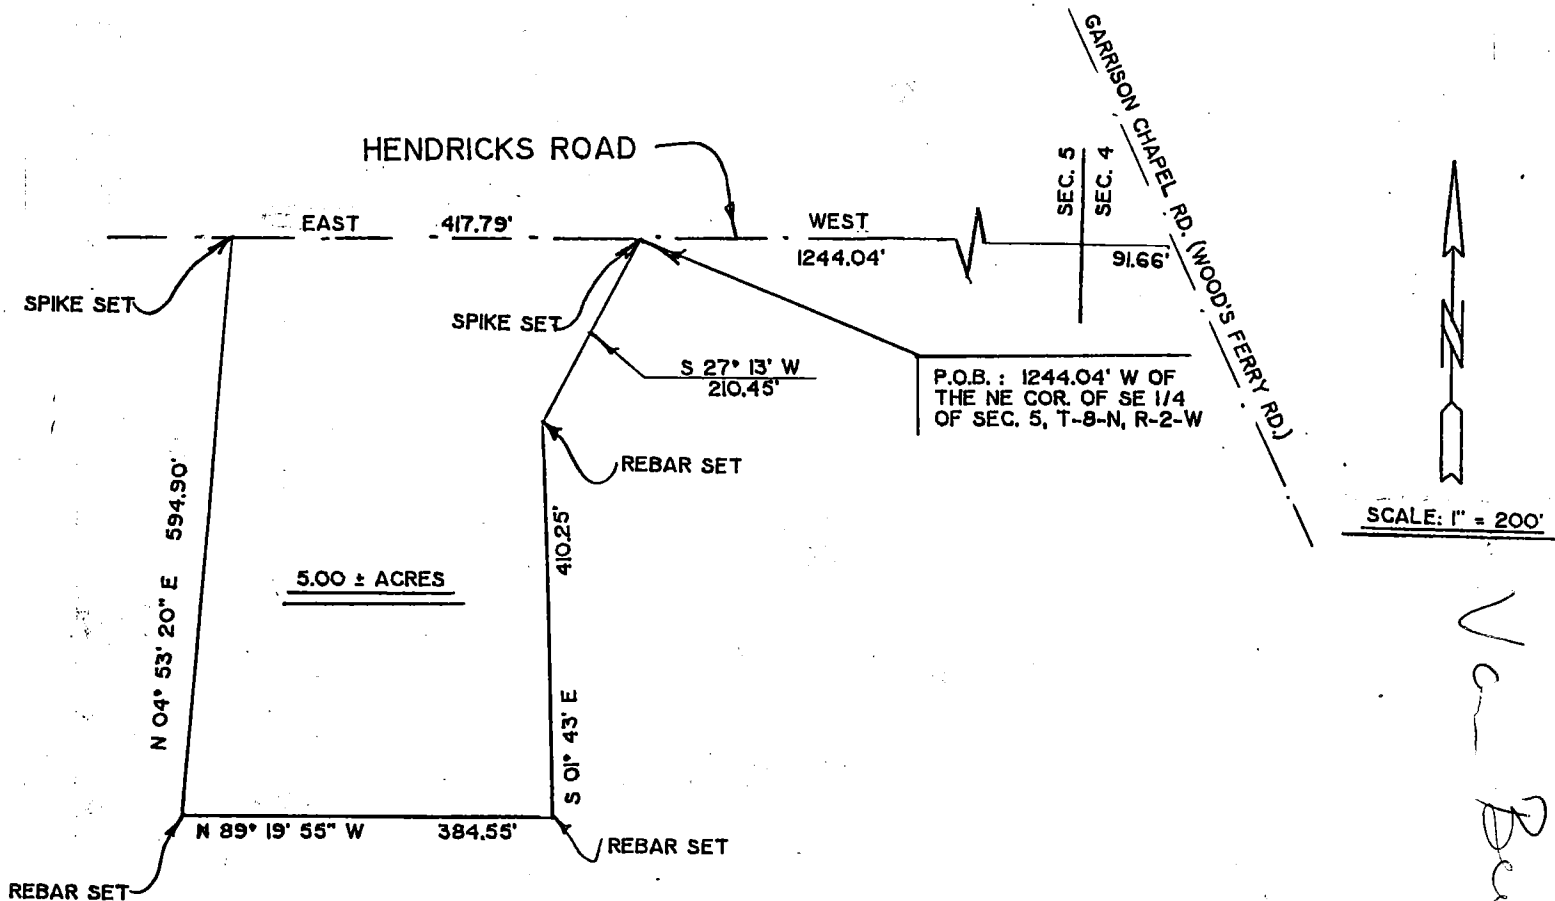 GARRISON CHAPEL RD. (WOOD'S FERRY RD.)
HENDRICKS ROAD
SEC. 5
SEC. 4
EAST 417.79'
WEST
1244.04'
91.66'
SPIKE SET
SPIKE SET
S 27° 13' W
210.45'
P.O.B. : 1244.04' W OF
THE NE COR. OF SE 1/4
OF SEC. 5, T-8-N, R-2-W
REBAR SET
N 04° 53' 20" E 594.90'
410.25'
S 01° 43' E
N
SCALE: 1" = 200'
5.00 ± ACRES
N 89° 19' 55" W 384.55'
REBAR SET
REBAR SET